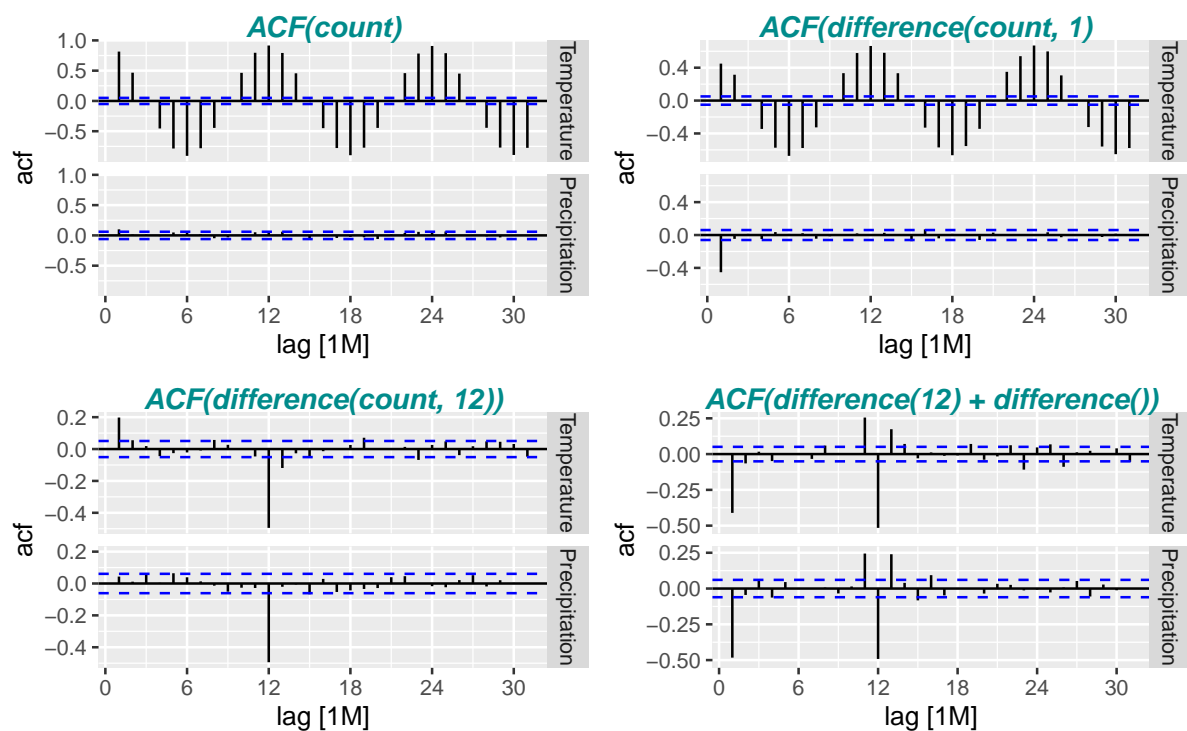 ACF(count)
1.0
0.5
0.0
−0.5
Temperature
1.0
0.5
0.0
−0.5
Precipitation
acf
0 6 12 18 24 30
lag [1M]
ACF(difference(count, 1)
0.4
0.0
−0.4
Temperature
0.4
0.0
−0.4
Precipitation
acf
0 6 12 18 24 30
lag [1M]
ACF(difference(count, 12))
0.2
0.0
−0.2
−0.4
Temperature
0.2
0.0
−0.2
−0.4
Precipitation
acf
0 6 12 18 24 30
lag [1M]
ACF(difference(12) + difference())
0.25
0.00
−0.25
−0.50
Temperature
0.25
0.00
−0.25
−0.50
Precipitation
acf
0 6 12 18 24 30
lag [1M]